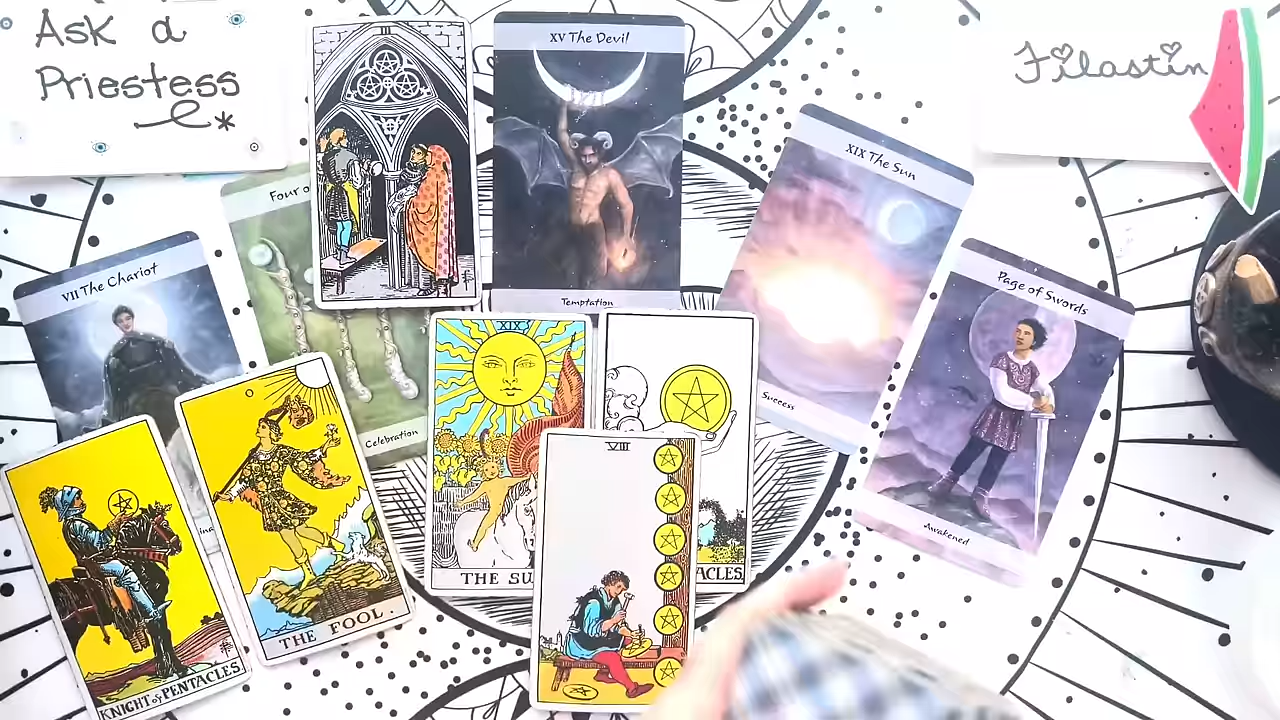 Ask a
Priestess
Filastin
XV The Devil
Temptation
XIX The Sun
Success
Page of Swords
Awakened
VII The Chariot
Four o
Celebration
XIX
THE SU
ACLES
VIII
THE FOOL.
KNIGHT of PENTACLES